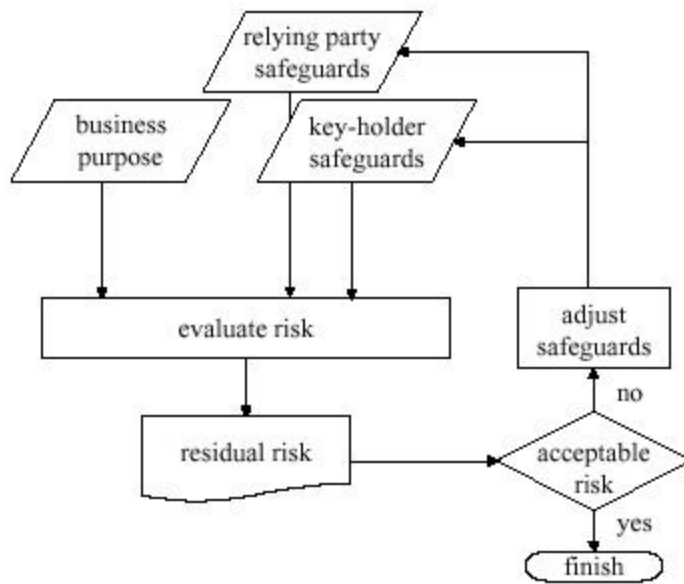 relying party
safeguards
business
purpose
key-holder
safeguards
evaluate risk
adjust
safeguards
no
residual risk
acceptable
risk
yes
finish